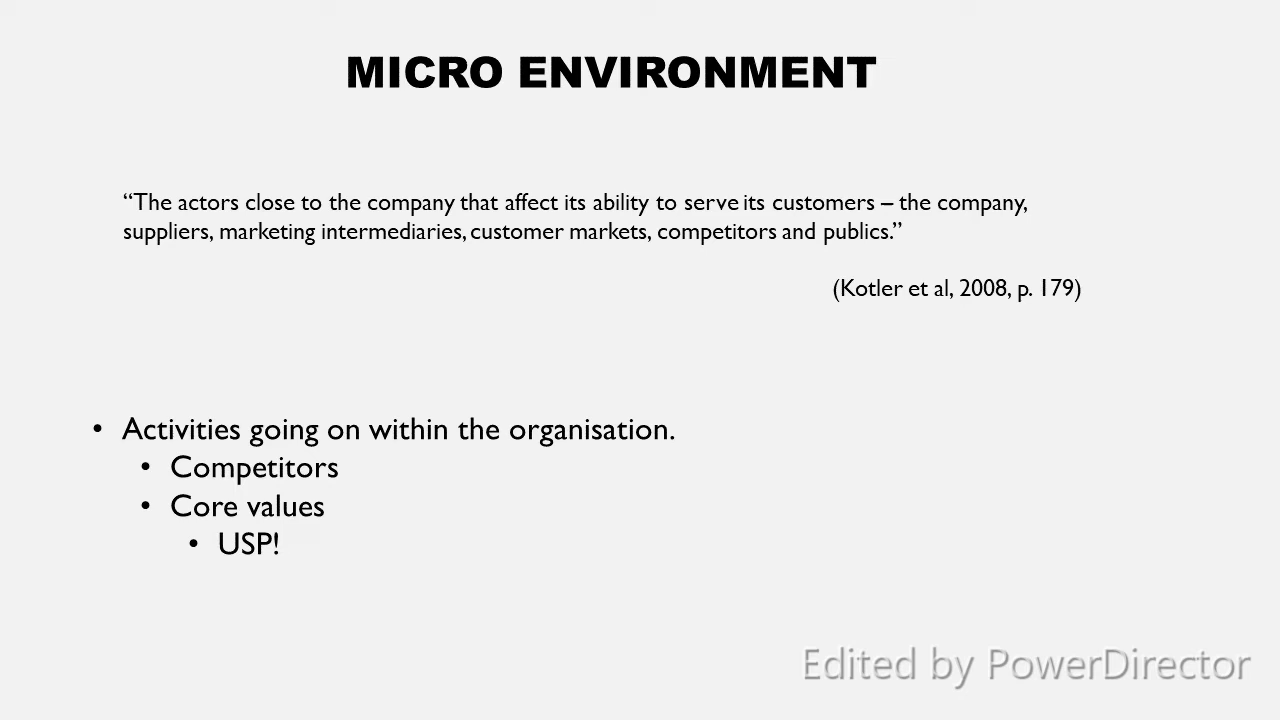 MICRO ENVIRONMENT
“The actors close to the company that affect its ability to serve its customers – the company,
suppliers, marketing intermediaries, customer markets, competitors and publics.”
(Kotler et al, 2008, p. 179)
• Activities going on within the organisation.
• Competitors
• Core values
• USP!
Edited by PowerDirector